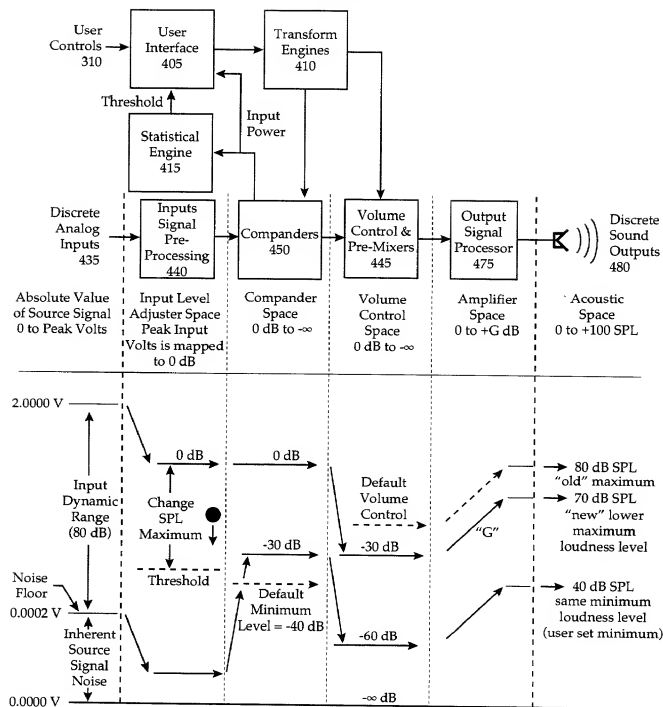 User
Controls
310
User
Interface
405
Transform
Engines
410
Threshold
Input
Power
Statistical
Engine
415
Discrete
Analog
Inputs
435
Inputs
Signal
Pre-
Processing
440
Companders
450
Volume
Control &
Pre-Mixers
445
Output
Signal
Processor
475
Discrete
Sound
Outputs
480
Absolute Value
of Source Signal
0 to Peak Volts
Input Level
Adjuster Space
Peak Input
Volts is mapped
to 0 dB
Compander
Space
0 dB to -∞
Volume
Control
Space
0 dB to -∞
Amplifier
Space
0 to +G dB
Acoustic
Space
0 to +100 SPL
2.0000 V
Input
Dynamic
Range
(80 dB)
Noise
Floor
0.0002 V
Inherent
Source
Signal
Noise
0.0000 V
0 dB
Change
SPL
Maximum
Threshold
0 dB
-30 dB
Default
Minimum
Level = -40 dB
Default
Volume
Control
-30 dB
-60 dB
-∞ dB
"G"
80 dB SPL
"old" maximum
70 dB SPL
"new" lower
maximum
loudness level
40 dB SPL
same minimum
loudness level
(user set minimum)